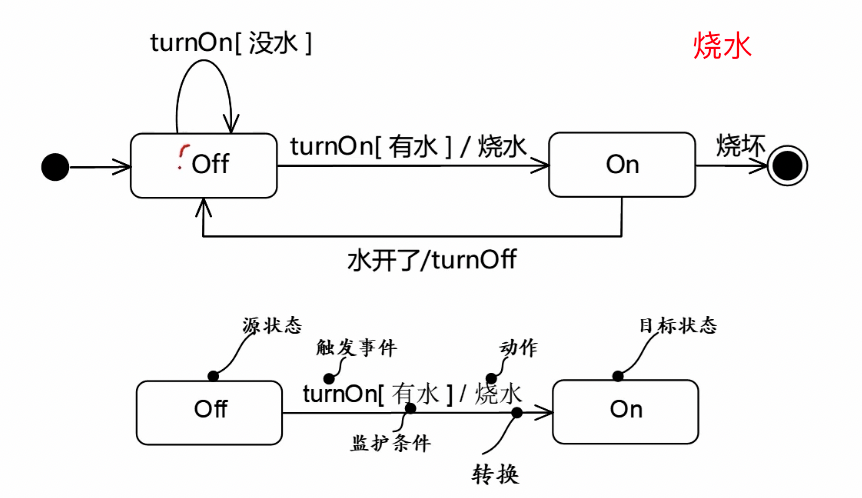 turnOn[ 没水 ]
烧水
Off
turnOn[ 有水 ] / 烧水
On
烧坏
水开了/turnOff
源状态
触发事件
动作
目标状态
Off
turnOn[ 有水 ] / 烧水
On
监护条件
转换